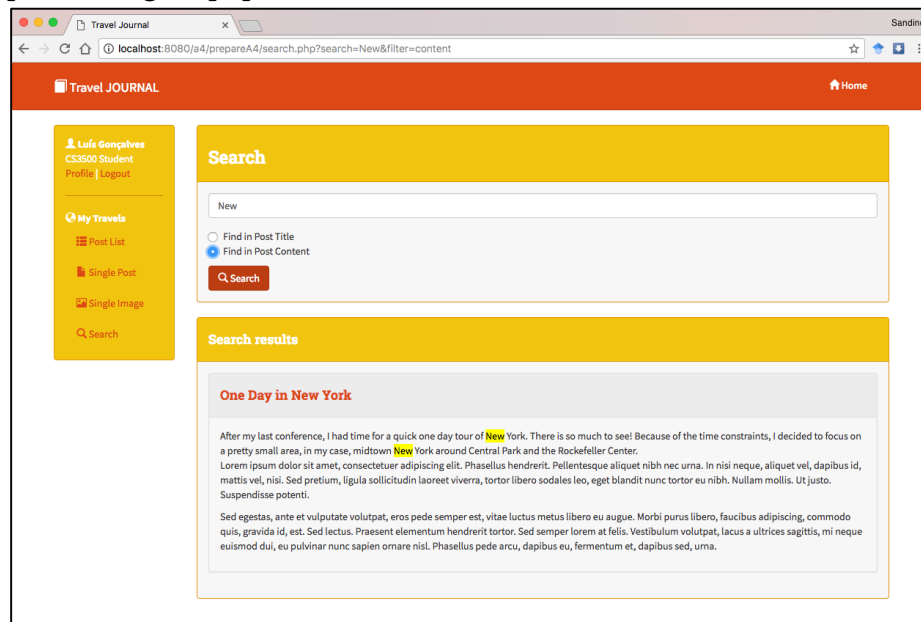 Travel Journal
Sandino
localhost:8080/a4/prepareA4/search.php?search=New&filter=content
Travel JOURNAL
Home
Luís Gonçalves
CS3500 Student
Profile | Logout
My Travels
Post List
Single Post
Single Image
Search
Search
New
Find in Post Title
Find in Post Content
Search
Search results
One Day in New York
After my last conference, I had time for a quick one day tour of New York. There is so much to see! Because of the time constraints, I decided to focus on
a pretty small area, in my case, midtown New York around Central Park and the Rockefeller Center.
Lorem ipsum dolor sit amet, consectetuer adipiscing elit. Phasellus hendrerit. Pellentesque aliquet nibh nec urna. In nisi neque, aliquet vel, dapibus id,
mattis vel, nisi. Sed pretium, ligula sollicitudin laoreet viverra, tortor libero sodales leo, eget blandit nunc tortor eu nibh. Nullam mollis. Ut justo.
Suspendisse potenti.
Sed egestas, ante et vulputate volutpat, eros pede semper est, vitae luctus metus libero eu augue. Morbi purus libero, faucibus adipiscing, commodo
quis, gravida id, est. Sed lectus. Praesent elementum hendrerit tortor. Sed semper lorem at felis. Vestibulum volutpat, lacus a ultrices sagittis, mi neque
euismod dui, eu pulvinar nunc sapien ornare nisl. Phasellus pede arcu, dapibus eu, fermentum et, dapibus sed, urna.